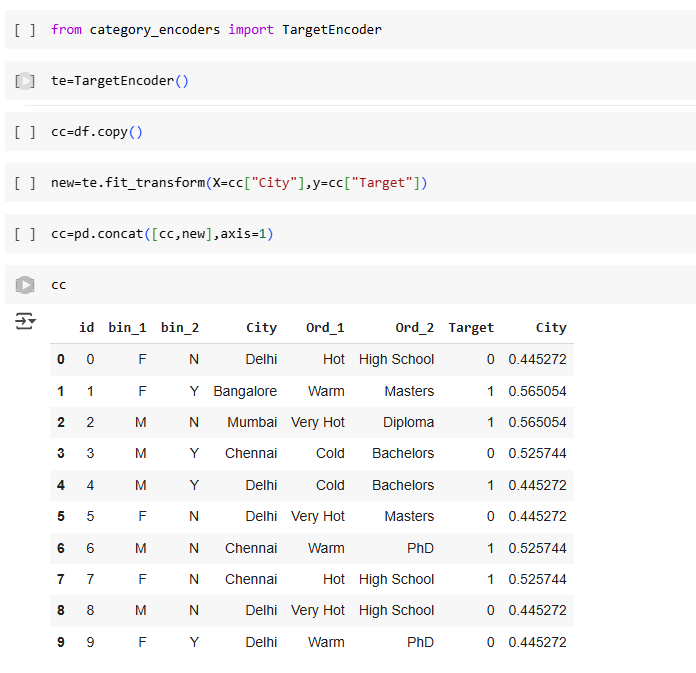 [ ] from category_encoders import TargetEncoder
[ ] te=TargetEncoder()
[ ] cc=df.copy()
[ ] new=te.fit_transform(X=cc["City"],y=cc["Target"])
[ ] cc=pd.concat([cc,new],axis=1)
cc
id bin_1 bin_2 City Ord_1 Ord_2 Target City
0 0 F N Delhi Hot High School 0 0.445272
1 1 F Y Bangalore Warm Masters 1 0.565054
2 2 M N Mumbai Very Hot Diploma 1 0.565054
3 3 M Y Chennai Cold Bachelors 0 0.525744
4 4 M Y Delhi Cold Bachelors 1 0.445272
5 5 F N Delhi Very Hot Masters 0 0.445272
6 6 M N Chennai Warm PhD 1 0.525744
7 7 F N Chennai Hot High School 1 0.525744
8 8 M N Delhi Very Hot High School 0 0.445272
9 9 F Y Delhi Warm PhD 0 0.445272